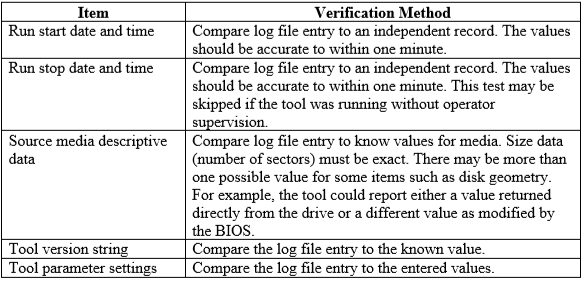 Item Verification Method
Run start date and time Compare log file entry to an independent record. The values
should be accurate to within one minute.
Run stop date and time Compare log file entry to an independent record. The values
should be accurate to within one minute. This test may be
skipped if the tool was running without operator
supervision.
Source media descriptive Compare log file entry to know values for media. Size data
data (number of sectors) must be exact. There may be more than
one possible value for some items such as disk geometry.
For example, the tool could report either a value returned
directly from the drive or a different value as modified by
the BIOS.
Tool version string Compare the log file entry to the known value.
Tool parameter settings Compare the log file entry to the entered values.